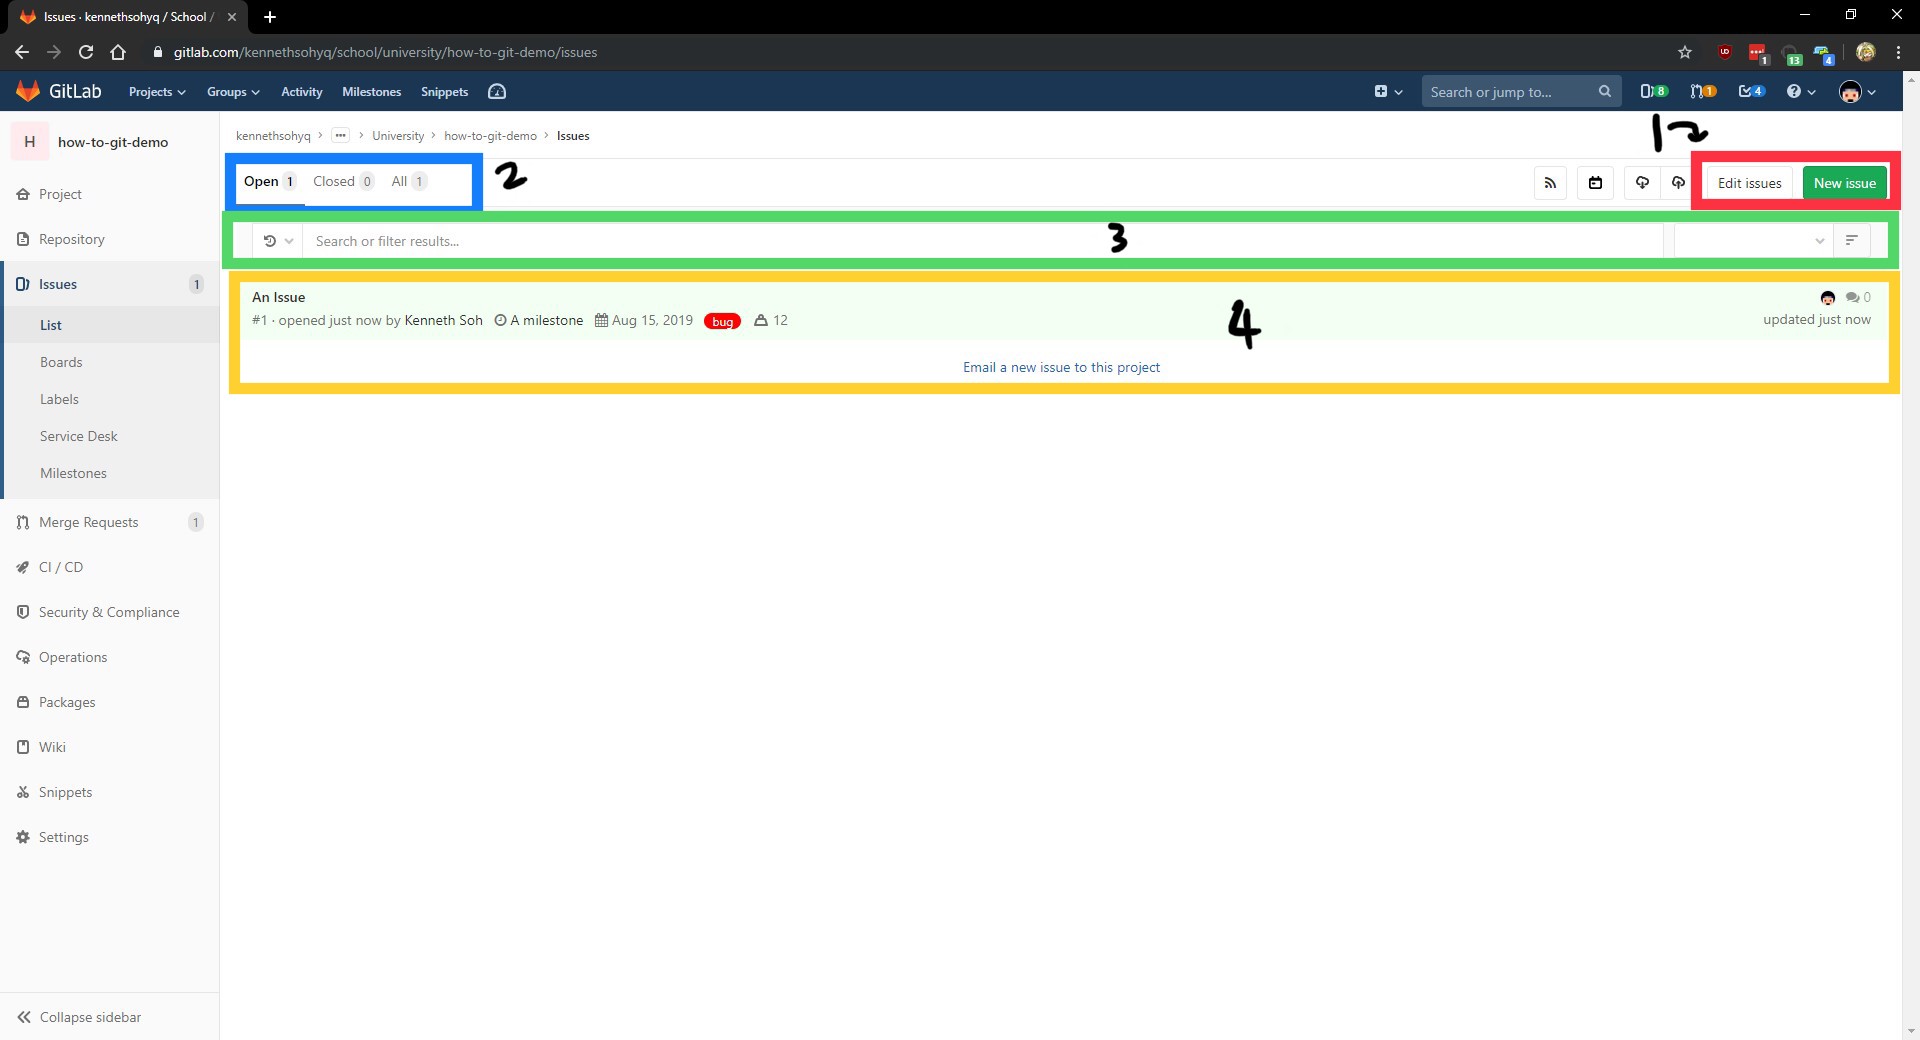 Issues · kennethsohyq / School /
gitlab.com/kennethsohyq/school/university/how-to-git-demo/issues
1 13 4
GitLab Projects Groups Activity Milestones Snippets Search or jump to... 8 1 4
H how-to-git-demo
kennethsohyq › ... › University › how-to-git-demo › Issues
1
Open 1 Closed 0 All 1
2
Edit issues New issue
Search or filter results...
3
An Issue
0
#1 · opened just now by Kenneth Soh A milestone Aug 15, 2019 bug 12
updated just now
4
Email a new issue to this project
Project
Repository
Issues 1
List
Boards
Labels
Service Desk
Milestones
Merge Requests 1
CI / CD
Security & Compliance
Operations
Packages
Wiki
Snippets
Settings
Collapse sidebar